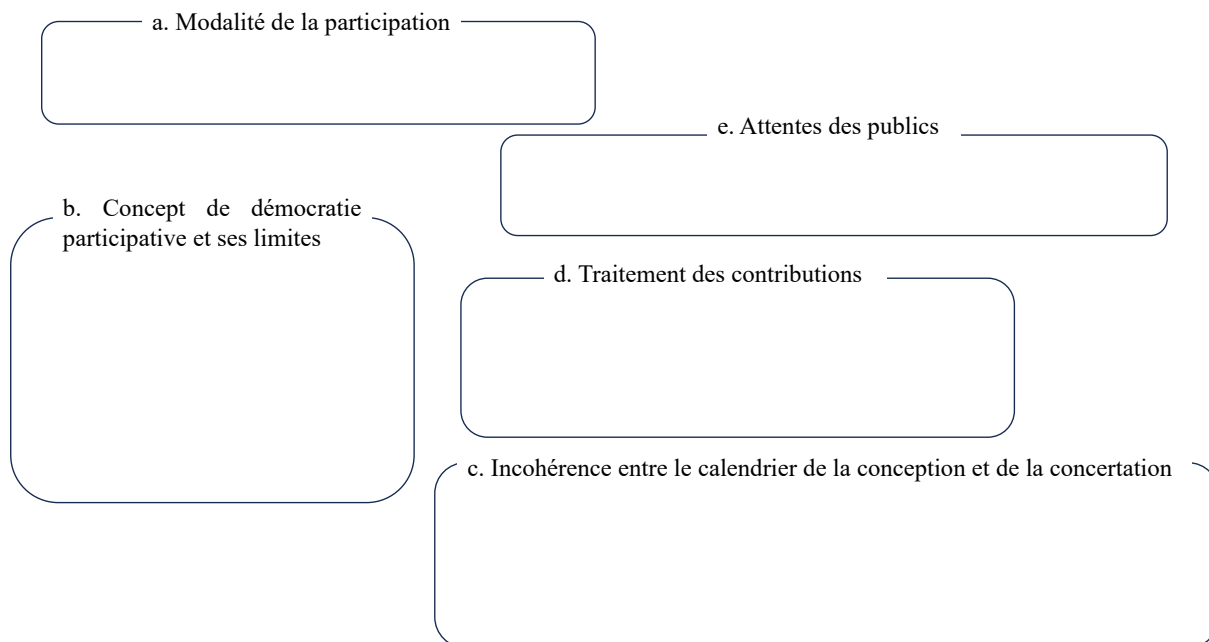 a. Modalité de la participation
e. Attentes des publics
b. Concept de démocratie
participative et ses limites
d. Traitement des contributions
c. Incohérence entre le calendrier de la conception et de la concertation